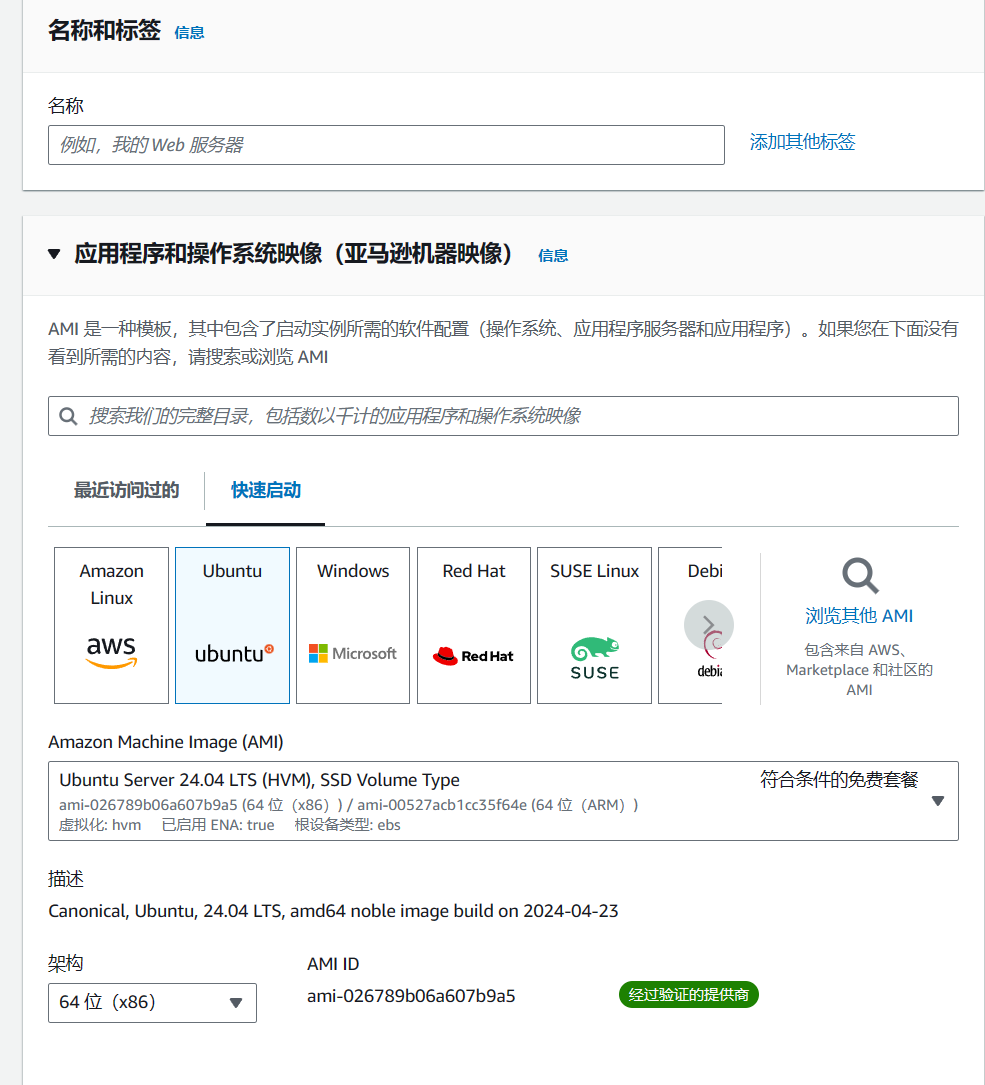 名称和标签 信息
名称
例如，我的 Web 服务器
添加其他标签
应用程序和操作系统映像（亚马逊机器映像） 信息
AMI 是一种模板，其中包含了启动实例所需的软件配置（操作系统、应用程序服务器和应用程序）。如果您在下面没有
看到所需的内容，请搜索或浏览 AMI
搜索我们的完整目录，包括数以千计的应用程序和操作系统映像
最近访问过的 快速启动
Amazon
Linux
aws
Ubuntu
ubuntu
Windows
Microsoft
Red Hat
Red Hat
SUSE Linux
SUSE
Debi
debia
浏览其他 AMI
包含来自 AWS、
Marketplace 和社区的
AMI
Amazon Machine Image (AMI)
Ubuntu Server 24.04 LTS (HVM), SSD Volume Type 符合条件的免费套餐
ami-026789b06a607b9a5 (64 位（x86）) / ami-00527acb1cc35f64e (64 位（ARM）)
虚拟化: hvm 已启用 ENA: true 根设备类型: ebs
描述
Canonical, Ubuntu, 24.04 LTS, amd64 noble image build on 2024-04-23
架构
64 位（x86）
AMI ID
ami-026789b06a607b9a5
经过验证的提供商